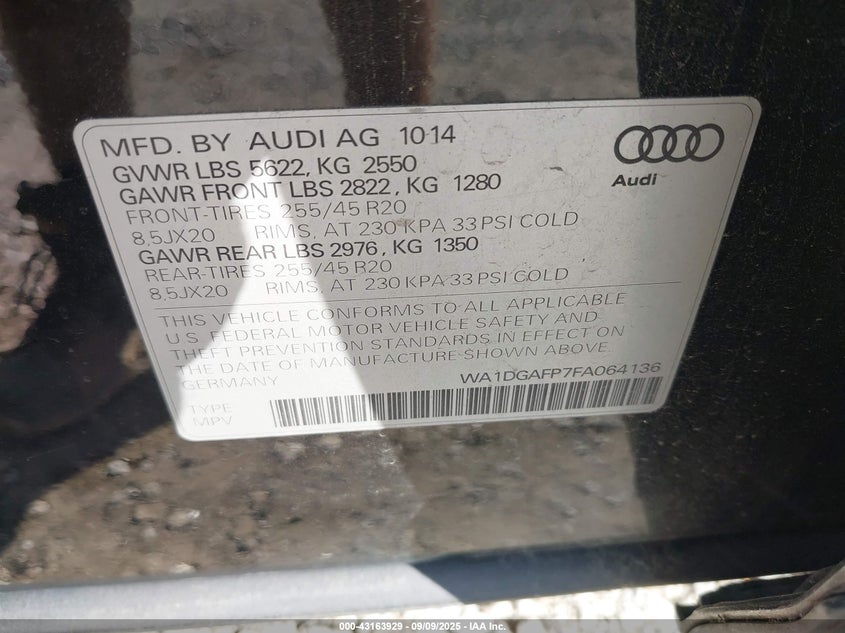 MFD. BY AUDI AG 1014
GVWR LBS 5622, KG 2550
GAWR FRONT LBS 2822, KG 1280
FRONT-TIRES 255/45 R20
8,5JX20 RIMS, AT 230 KPA 33 PSI COLD
GAWR REAR LBS 2976, KG 1350
REAR-TIRES 255/45 R20
8,5JX20 RIMS, AT 230 KPA 33 PSI COLD
THIS VEHICLE CONFORMS TO ALL APPLICABLE
U.S. FEDERAL MOTOR VEHICLE SAFETY AND
THEFT PREVENTION STANDARDS IN EFFECT ON
THE DATE OF MANUFACTURE SHOWN ABOVE
GERMANY WA1DGAFP7FA064136
TYPE
MPV
Audi
000-43163929 - 09/09/2025 - IAA, Inc.